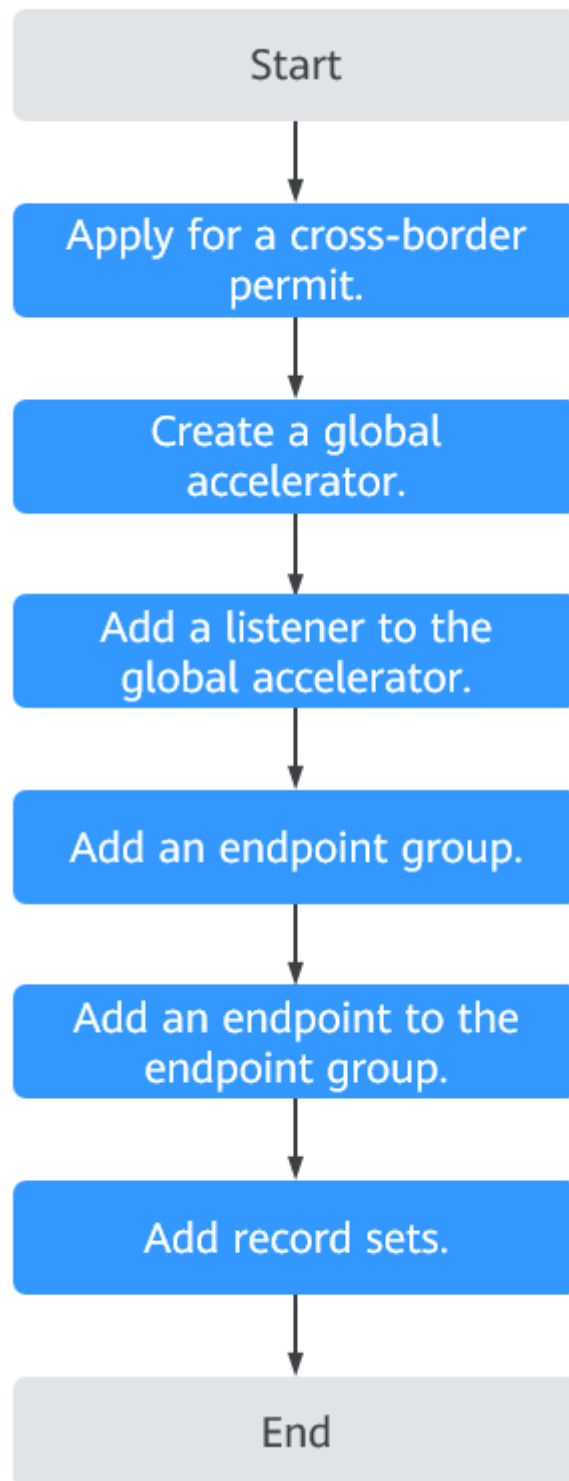 Start
Apply for a cross-border
permit.
Create a global
accelerator.
Add a listener to the
global accelerator.
Add an endpoint group.
Add an endpoint to the
endpoint group.
Add record sets.
End